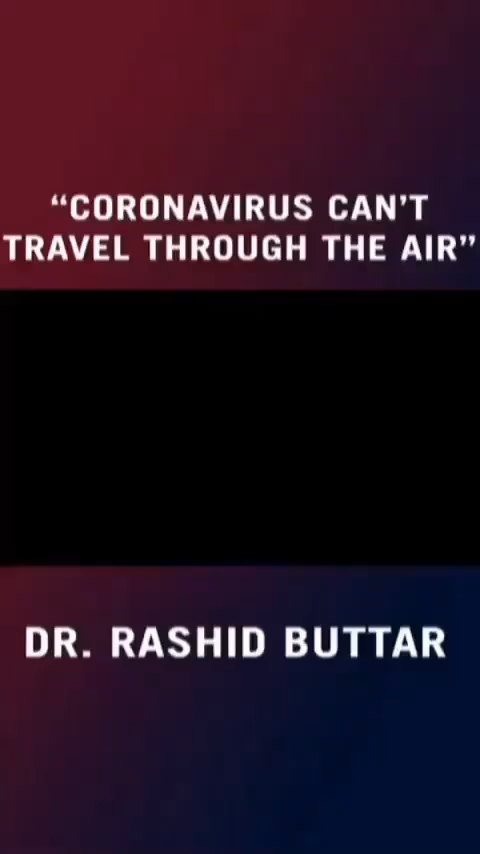 “CORONAVIRUS CAN’T
TRAVEL THROUGH THE AIR”
DR. RASHID BUTTAR